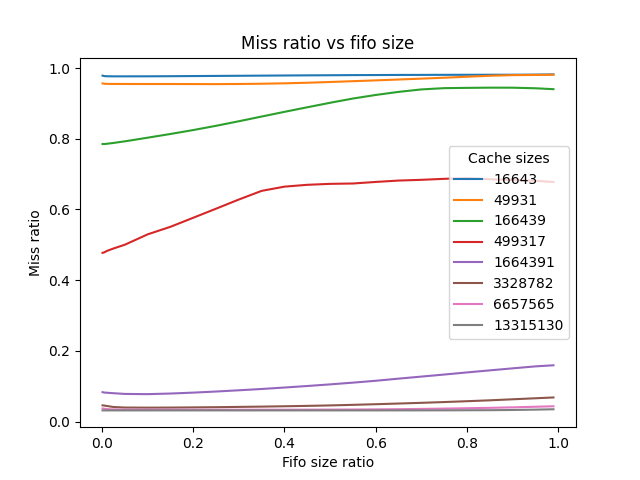 Miss ratio vs fifo size
1.0
0.8
0.6
0.4
0.2
0.0
Miss ratio
Cache sizes
16643
49931
166439
499317
1664391
3328782
6657565
13315130
0.0 0.2 0.4 0.6 0.8 1.0
Fifo size ratio